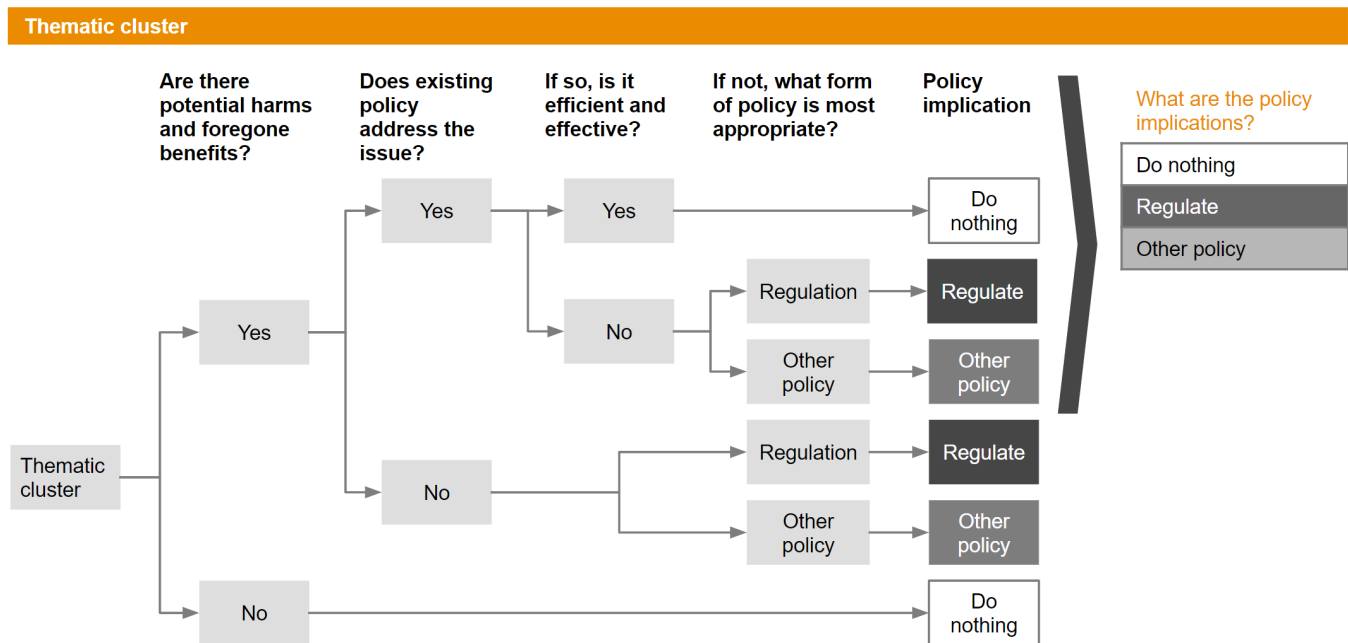 Thematic cluster
Are there
potential harms
and foregone
benefits?
Does existing
policy
address the
issue?
If so, is it
efficient and
effective?
If not, what form
of policy is most
appropriate?
Policy
implication
What are the policy
implications?
Do nothing
Regulate
Other policy
Yes
Yes
Do
nothing
Regulation
Regulate
Yes
No
Other
policy
Other
policy
Regulation
Regulate
Thematic
cluster
No
Other
policy
Other
policy
No
Do
nothing